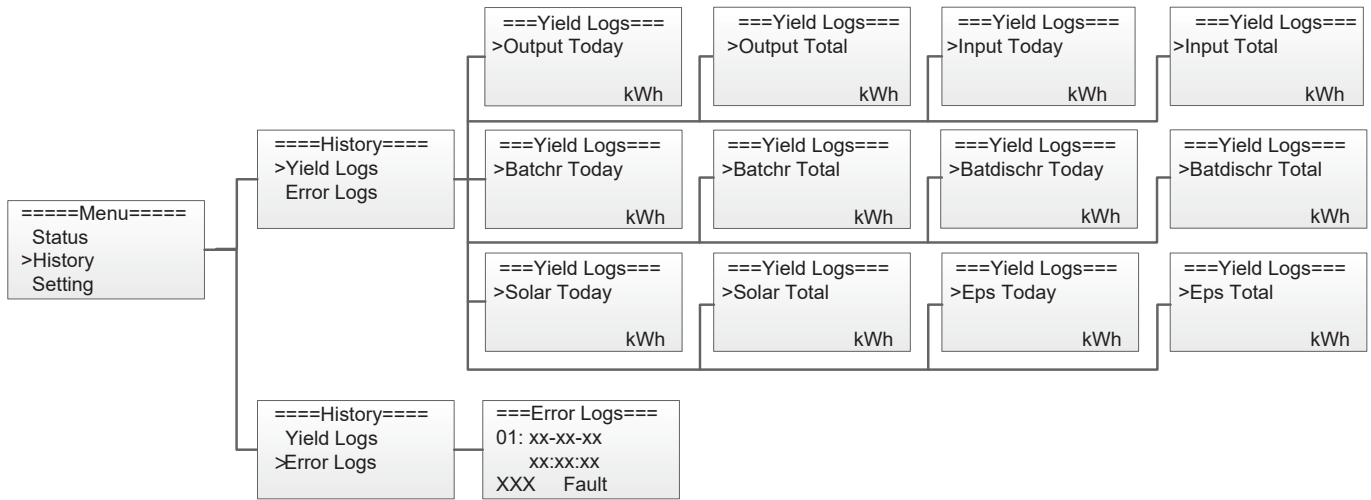 =====Menu=====
Status
>History
Setting
====History====
>Yield Logs
Error Logs
===Yield Logs===
>Output Today
kWh
===Yield Logs===
>Output Total
kWh
===Yield Logs===
>Input Today
kWh
===Yield Logs===
>Input Total
kWh
===Yield Logs===
>Batchr Today
kWh
===Yield Logs===
>Batchr Total
kWh
===Yield Logs===
>Batdischr Today
kWh
===Yield Logs===
>Batdischr Total
kWh
===Yield Logs===
>Solar Today
kWh
===Yield Logs===
>Solar Total
kWh
===Yield Logs===
>Eps Today
kWh
===Yield Logs===
>Eps Total
kWh
====History====
Yield Logs
>Error Logs
===Error Logs===
01: xx-xx-xx
xx:xx:xx
XXX Fault